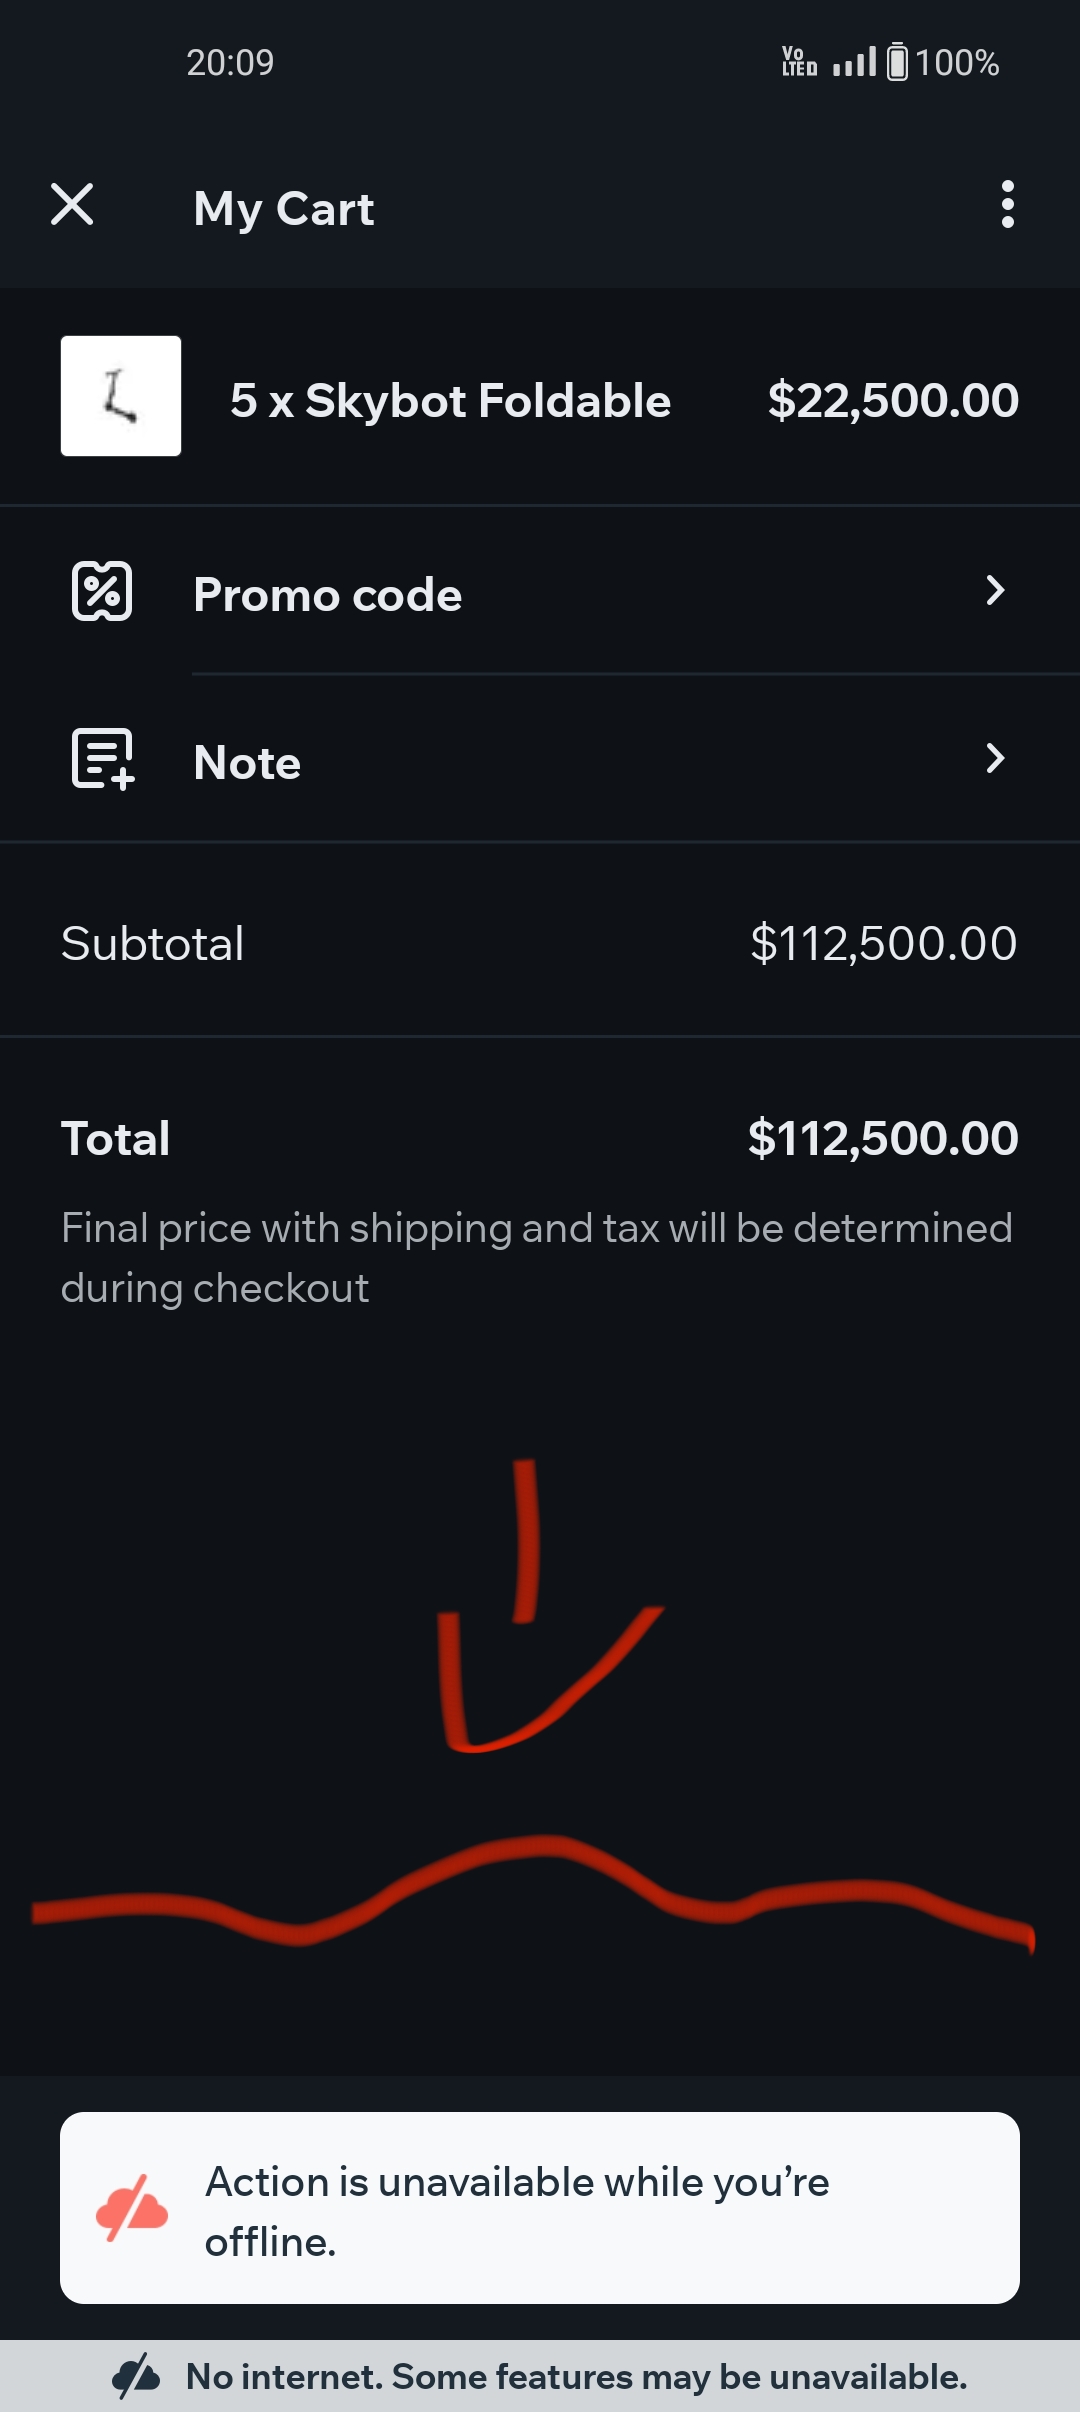 20:09
Vo LTED 100%
My Cart
5 x Skybot Foldable $22,500.00
Promo code
Note
Subtotal $112,500.00
Total $112,500.00
Final price with shipping and tax will be determined
during checkout
Action is unavailable while you’re
offline.
No internet. Some features may be unavailable.